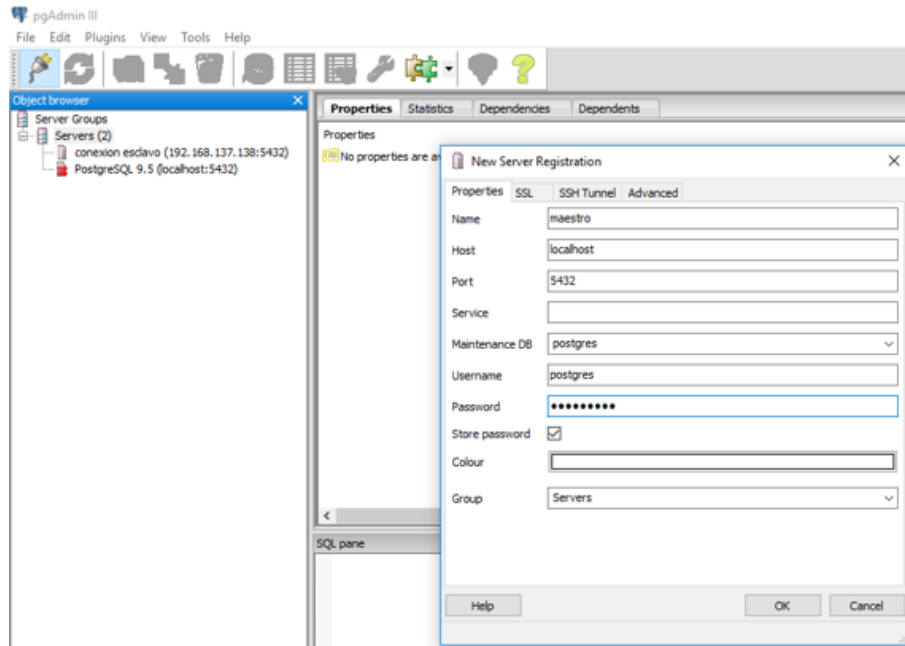 pgAdmin III
File Edit Plugins View Tools Help
Object browser
Server Groups
Servers (2)
conexion esclavo (192.168.137.138:5432)
PostgreSQL 9.5 (localhost:5432)
Properties Statistics Dependencies Dependents
Properties
No properties are av
New Server Registration
Properties SSL SSH Tunnel Advanced
Name maestro
Host localhost
Port 5432
Service
Maintenance DB postgres
Username postgres
Password •••••••••
Store password
Colour
Group Servers
SQL pane
Help OK Cancel